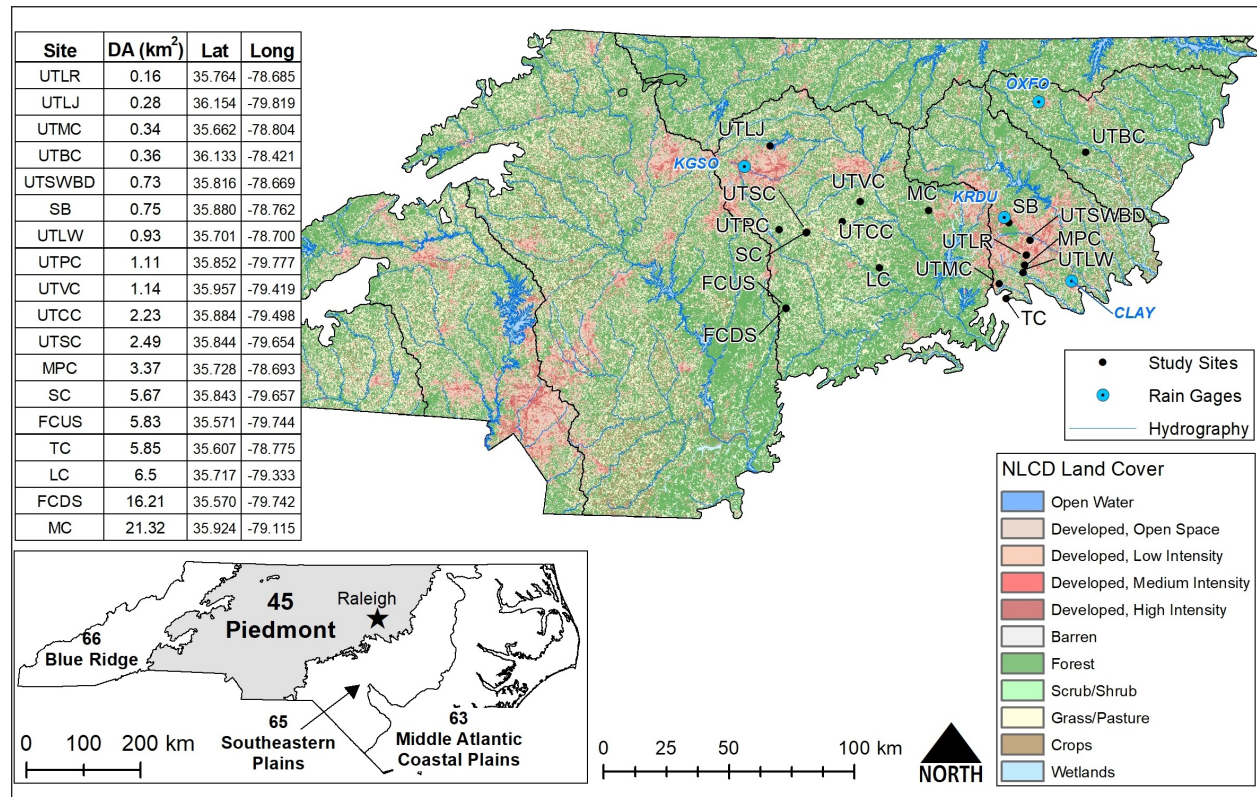 Site DA (km²) Lat Long
UTLR 0.16 35.764 -78.685
UTLJ 0.28 36.154 -79.819
UTMC 0.34 35.662 -78.804
UTBC 0.36 36.133 -78.421
UTSWBD 0.73 35.816 -78.669
SB 0.75 35.880 -78.762
UTLW 0.93 35.701 -78.700
UTPC 1.11 35.852 -79.777
UTVC 1.14 35.957 -79.419
UTCC 2.23 35.884 -79.498
UTSC 2.49 35.844 -79.654
MPC 3.37 35.728 -78.693
SC 5.67 35.843 -79.657
FCUS 5.83 35.571 -79.744
TC 5.85 35.607 -78.775
LC 6.5 35.717 -79.333
FCDS 16.21 35.570 -79.742
MC 21.32 35.924 -79.115
OXFO
UTLJ
UTBC
KGSO
UTSC
UTVC
MC
KRDU
SB
UTPC
UTCC
UTSWBD
UTLR
MPC
SC
UTLW
LC
UTMC
FCUS
CLAY
TC
FCDS
Study Sites
Rain Gages
Hydrography
NLCD Land Cover
Open Water
Developed, Open Space
Developed, Low Intensity
Developed, Medium Intensity
Developed, High Intensity
Barren
Forest
Scrub/Shrub
Grass/Pasture
Crops
Wetlands
45
Piedmont
Raleigh
66
Blue Ridge
65
Southeastern
Plains
63
Middle Atlantic
Coastal Plains
0 100 200 km
0 25 50 100 km
NORTH